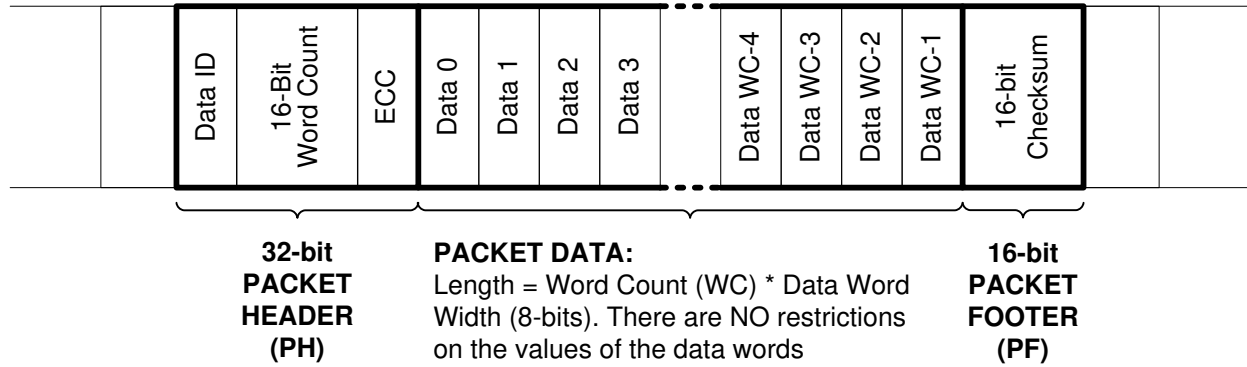 Data ID
16-Bit
Word Count
ECC
Data 0
Data 1
Data 2
Data 3
Data WC-4
Data WC-3
Data WC-2
Data WC-1
16-bit
Checksum
32-bit
PACKET
HEADER
(PH)
PACKET DATA:
Length = Word Count (WC) * Data Word
Width (8-bits). There are NO restrictions
on the values of the data words
16-bit
PACKET
FOOTER
(PF)